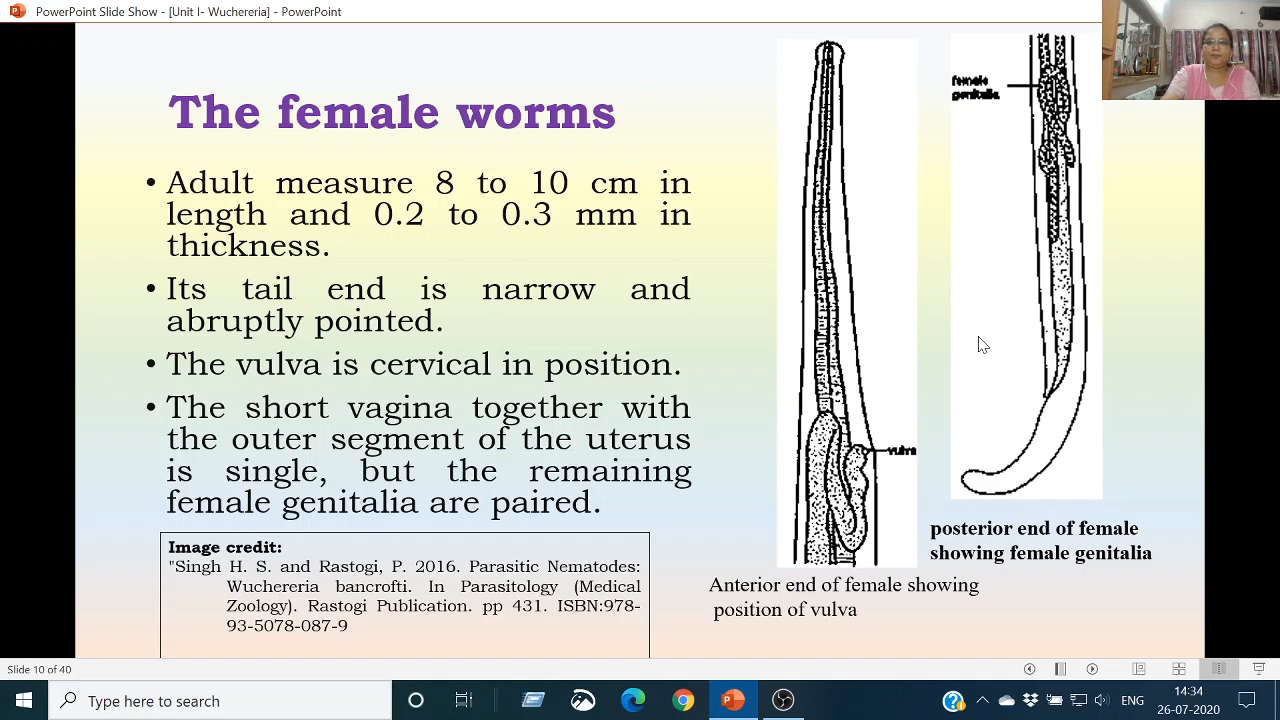 PowerPoint Slide Show - [Unit I- Wuchereria] - PowerPoint
The female worms
• Adult measure 8 to 10 cm in
length and 0.2 to 0.3 mm in
thickness.
• Its tail end is narrow and
abruptly pointed.
• The vulva is cervical in position.
• The short vagina together with
the outer segment of the uterus
is single, but the remaining
female genitalia are paired.
Image credit:
"Singh H. S. and Rastogi, P. 2016. Parasitic Nematodes:
Wuchereria bancrofti. In Parasitology (Medical
Zoology). Rastogi Publication. pp 431. ISBN:978-
93-5078-087-9
vulva
Anterior end of female showing
position of vulva
female
genitalia
posterior end of female
showing female genitalia
Slide 10 of 40
Type here to search
ENG
14:34
26-07-2020